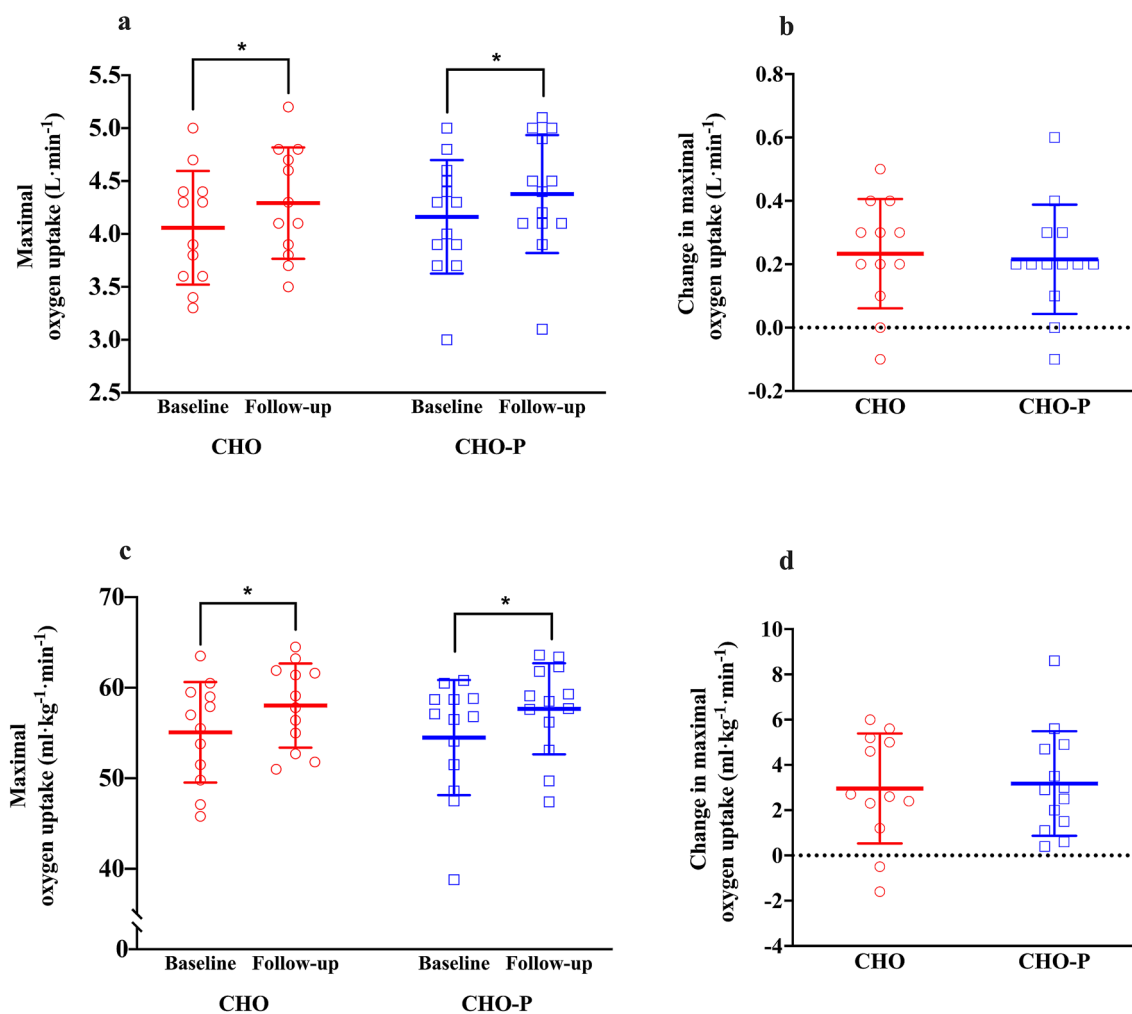 a
*
*
Maximal
oxygen uptake (L·min⁻¹)
5.5
5.0
4.5
4.0
3.5
3.0
2.5
Baseline Follow-up Baseline Follow-up
CHO CHO-P
b
Change in maximal
oxygen uptake (L·min⁻¹)
0.8
0.6
0.4
0.2
0.0
-0.2
CHO CHO-P
c
*
*
Maximal
oxygen uptake (ml·kg⁻¹·min⁻¹)
70
60
50
40
0
Baseline Follow-up Baseline Follow-up
CHO CHO-P
d
Change in maximal
oxygen uptake (ml·kg⁻¹·min⁻¹)
10
8
6
4
2
0
-2
-4
CHO CHO-P